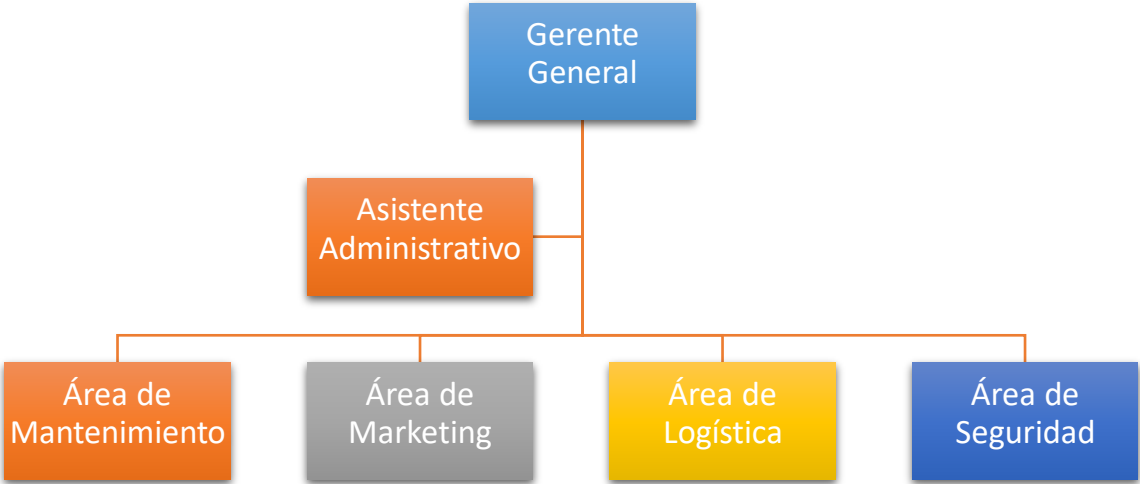 Gerente
General
Asistente
Administrativo
Área de
Mantenimiento
Área de
Marketing
Área de
Logística
Área de
Seguridad